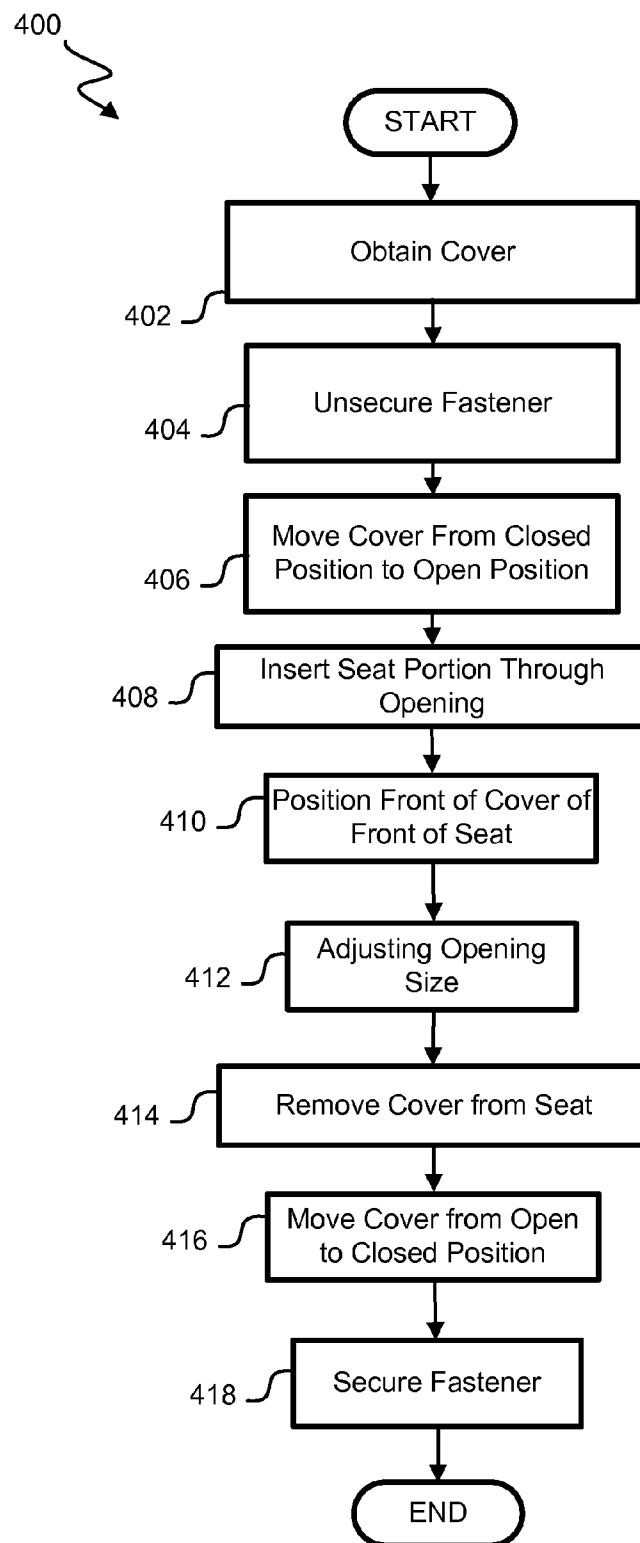 400
START
Obtain Cover
402
Unsecure Fastener
404
Move Cover From Closed
Position to Open Position
406
Insert Seat Portion Through
Opening
408
Position Front of Cover of
Front of Seat
410
Adjusting Opening
Size
412
Remove Cover from Seat
414
Move Cover from Open
to Closed Position
416
Secure Fastener
418
END